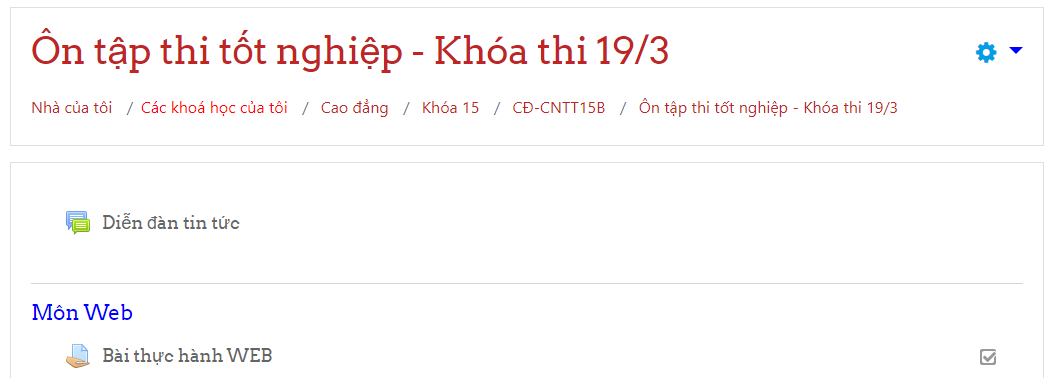 Ôn tập thi tốt nghiệp - Khóa thi 19/3
Nhà của tôi / Các khoá học của tôi / Cao đẳng / Khóa 15 / CĐ-CNTT15B / Ôn tập thi tốt nghiệp - Khóa thi 19/3
Diễn đàn tin tức
Môn Web
Bài thực hành WEB